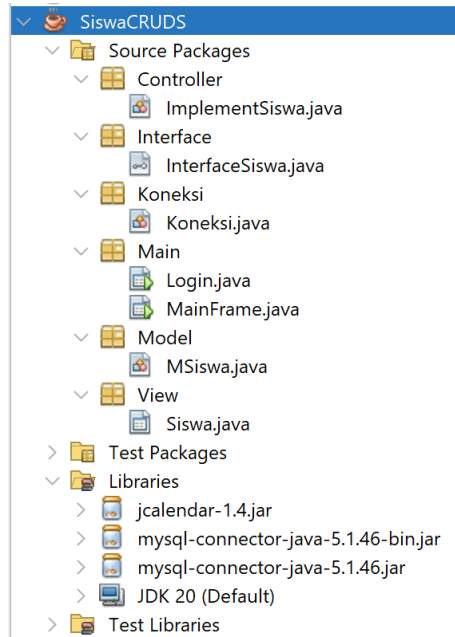 SiswaCRUDS
Source Packages
Controller
ImplementSiswa.java
Interface
InterfaceSiswa.java
Koneksi
Koneksi.java
Main
Login.java
MainFrame.java
Model
MSiswa.java
View
Siswa.java
Test Packages
Libraries
jcalendar-1.4.jar
mysql-connector-java-5.1.46-bin.jar
mysql-connector-java-5.1.46.jar
JDK 20 (Default)
Test Libraries